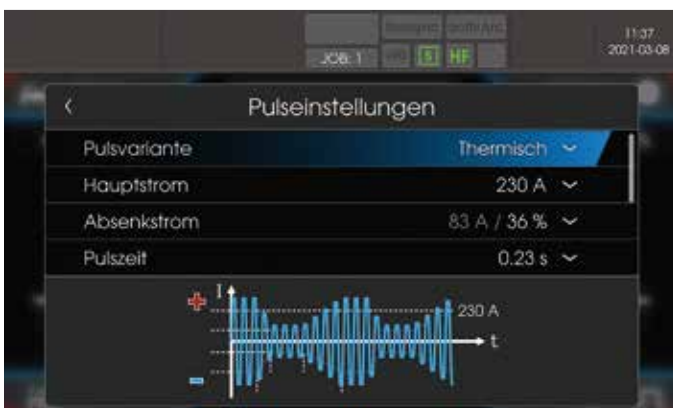 11:37
JOB: 1 S HF
2021-03-08
Pulseinstellungen
Pulsvariante Thermisch
Hauptstrom 230 A
Absenkstrom 83 A / 36 %
Pulszeit 0.23 s
+ I
230 A
t
-